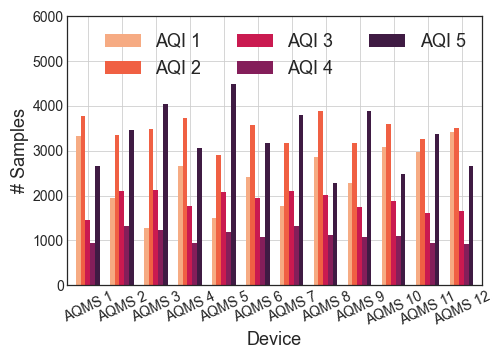 6000
5000
4000
3000
2000
1000
0
# Samples
AQI 1
AQI 2
AQI 3
AQI 4
AQI 5
AQMS 1
AQMS 2
AQMS 3
AQMS 4
AQMS 5
AQMS 6
AQMS 7
AQMS 8
AQMS 9
AQMS 10
AQMS 11
AQMS 12
Device